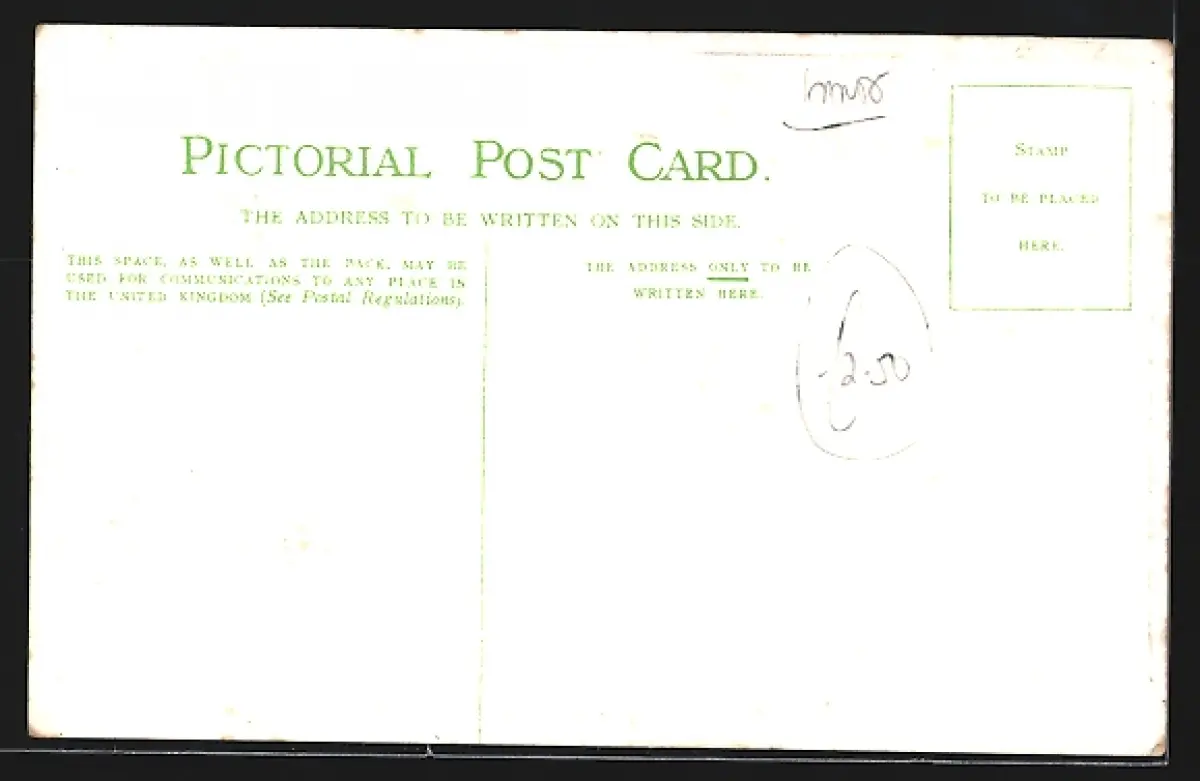 PICTORIAL POST CARD.
THE ADDRESS TO BE WRITTEN ON THIS SIDE.
THIS SPACE, AS WELL AS THE BACK, MAY BE
USED FOR COMMUNICATIONS TO ANY PLACE IN
THE UNITED KINGDOM (See Postal Regulations).
THE ADDRESS ONLY TO BE
WRITTEN HERE.
STAMP
TO BE PLACED
HERE.
£2.50